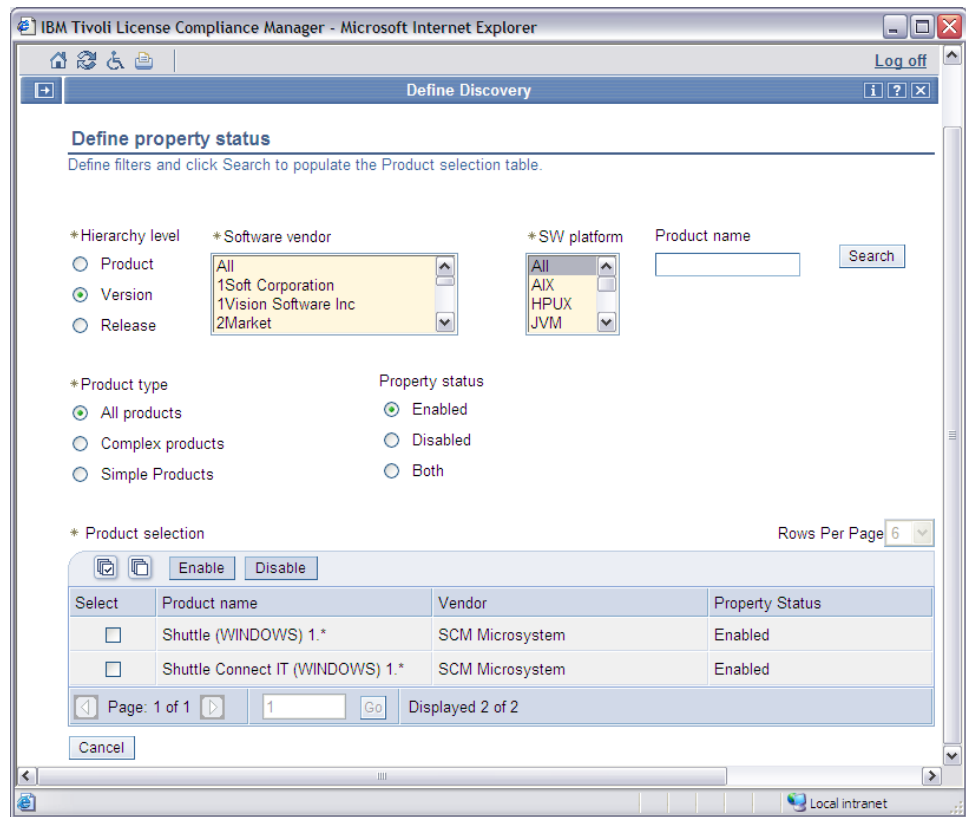 IBM Tivoli License Compliance Manager - Microsoft Internet Explorer
Log off
Define Discovery
i ? X
Define property status
Define filters and click Search to populate the Product selection table.
*Hierarchy level
Product
Version
Release
*Software vendor
All
1Soft Corporation
1Vision Software Inc
2Market
*SW platform
All
AIX
HPUX
JVM
Product name
Search
*Product type
All products
Complex products
Simple Products
Property status
Enabled
Disabled
Both
* Product selection
Rows Per Page 6
Enable Disable
Select Product name Vendor Property Status
Shuttle (WINDOWS) 1.* SCM Microsystem Enabled
Shuttle Connect IT (WINDOWS) 1.* SCM Microsystem Enabled
Page: 1 of 1 1 Go Displayed 2 of 2
Cancel
Local intranet